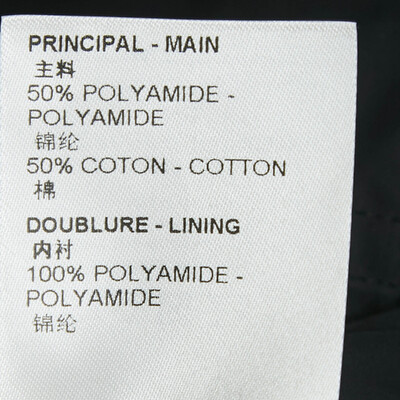 PRINCIPAL - MAIN
主料
50% POLYAMIDE -
POLYAMIDE
锦纶
50% COTON - COTTON
棉
DOUBLURE - LINING
内衬
100% POLYAMIDE -
POLYAMIDE
锦纶